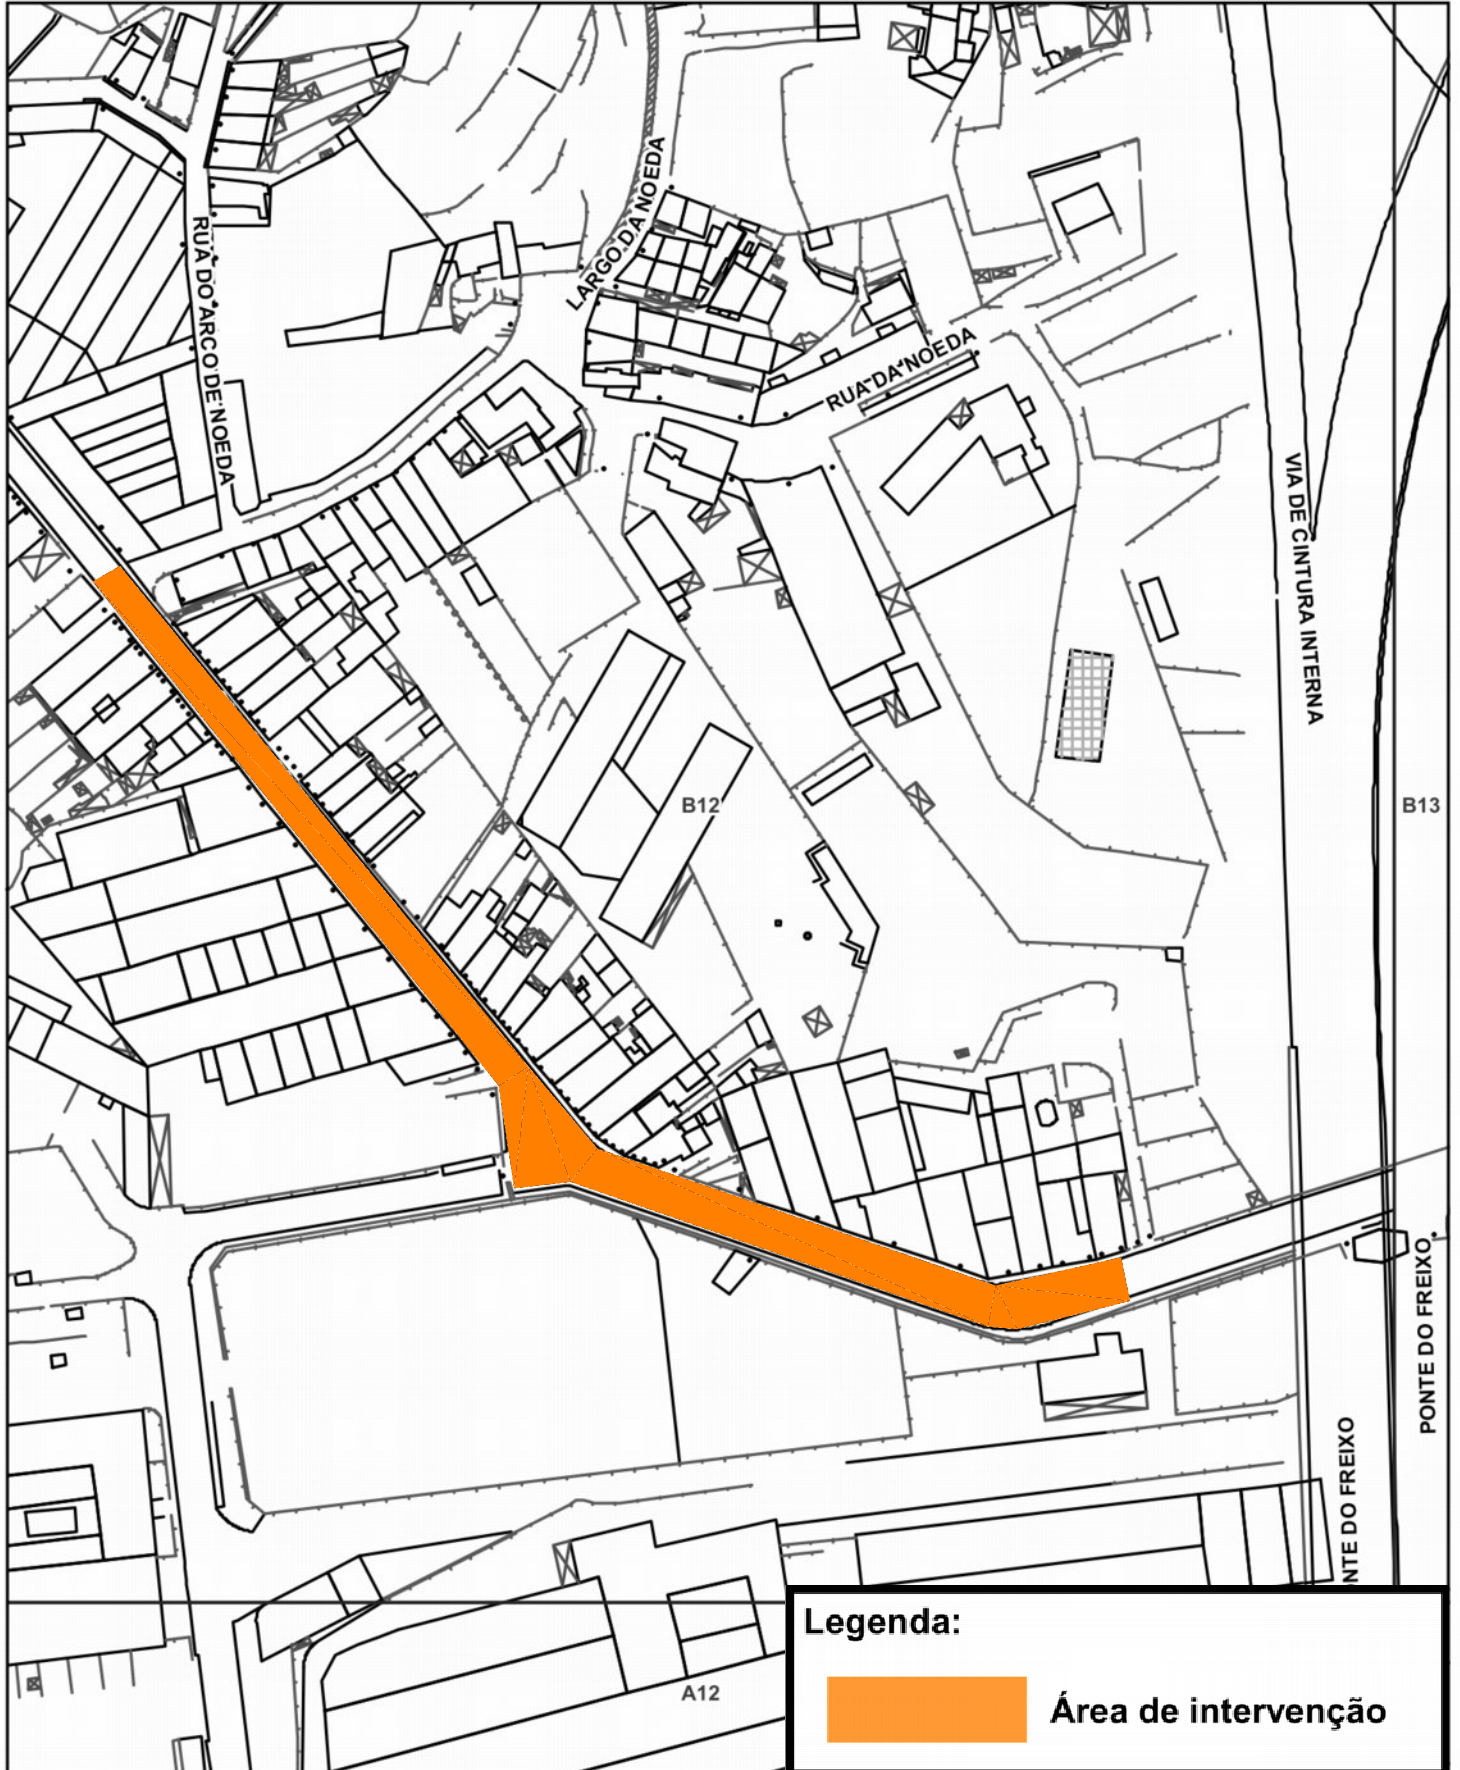 LARGO DA NOEDA
RUA DO ARCO DE NOEDA
RUA DA NOEDA
VIA DE CINTURA INTERNA
B12
B13
PONTE DO FREIXO
NTE DO FREIXO
Legenda:
A12
Área de intervenção